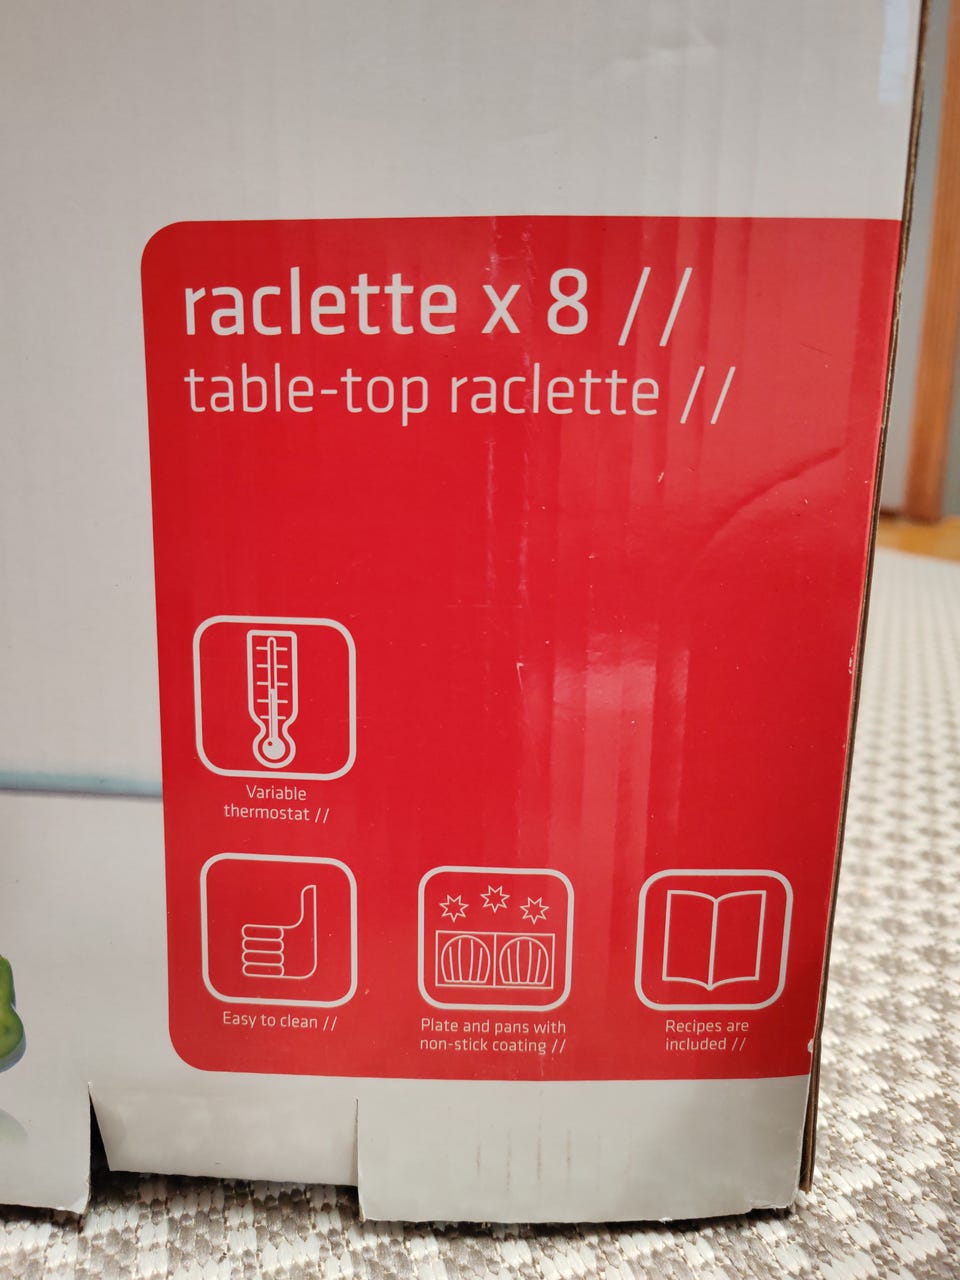 raclette x 8 //
table-top raclette //
Variable
thermostat //
Easy to clean //
Plate and pans with
non-stick coating //
Recipes are
included //